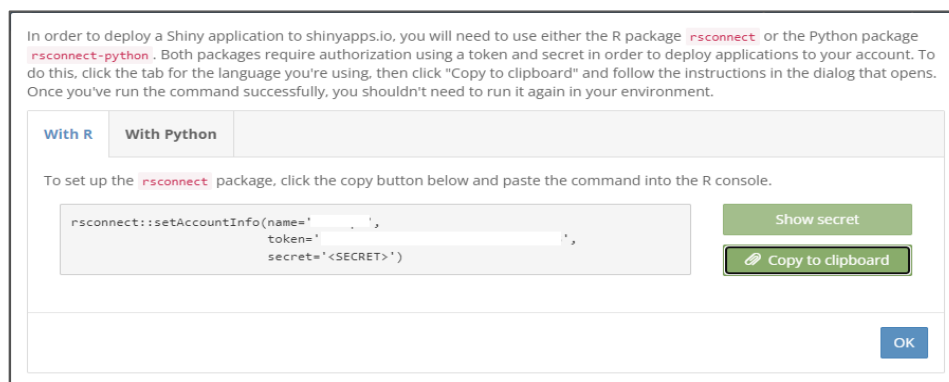 In order to deploy a Shiny application to shinyapps.io, you will need to use either the R package rsconnect or the Python package
rsconnect-python. Both packages require authorization using a token and secret in order to deploy applications to your account. To
do this, click the tab for the language you're using, then click "Copy to clipboard" and follow the instructions in the dialog that opens.
Once you've run the command successfully, you shouldn't need to run it again in your environment.
With R With Python
To set up the rsconnect package, click the copy button below and paste the command into the R console.
rsconnect::setAccountInfo(name='
',
token='
',
secret='<SECRET>')
Show secret
Copy to clipboard
OK